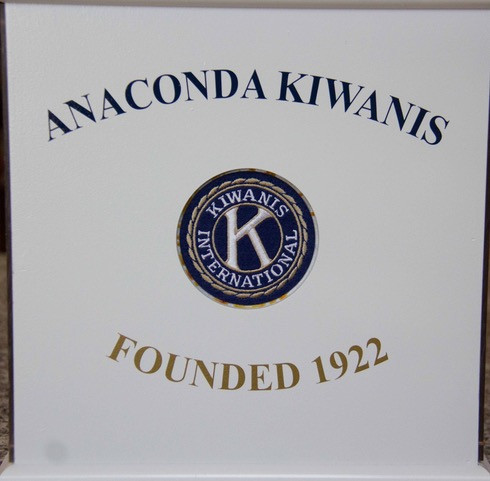 ANACONDA KIWANIS
KIWANIS
K
INTERNATIONAL
FOUNDED 1922